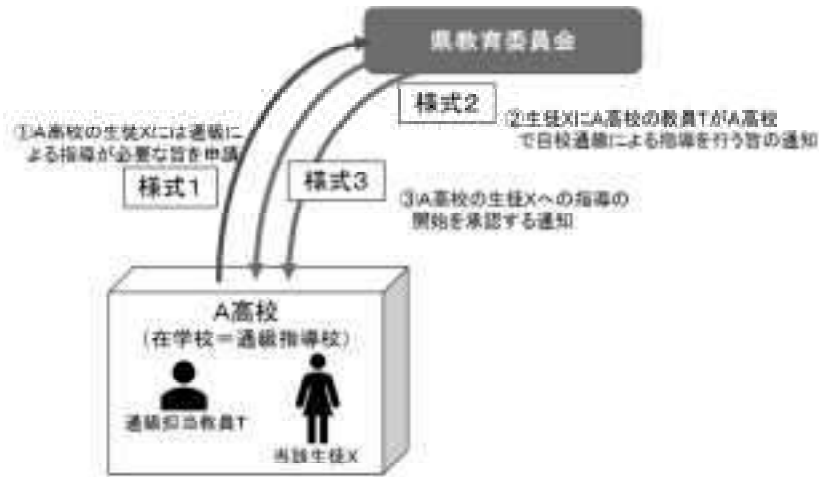 県教育委員会
様式2
①A高校の生徒Xには通級に
よる指導が必要な旨を申請
②生徒XにA高校の教員TがA高校
で自校通級による指導を行う旨の通知
様式1
様式3
③A高校の生徒Xへの指導の
開始を承認する通知
A高校
(在学校=通級指導校)
通級担当教員T
当該生徒X